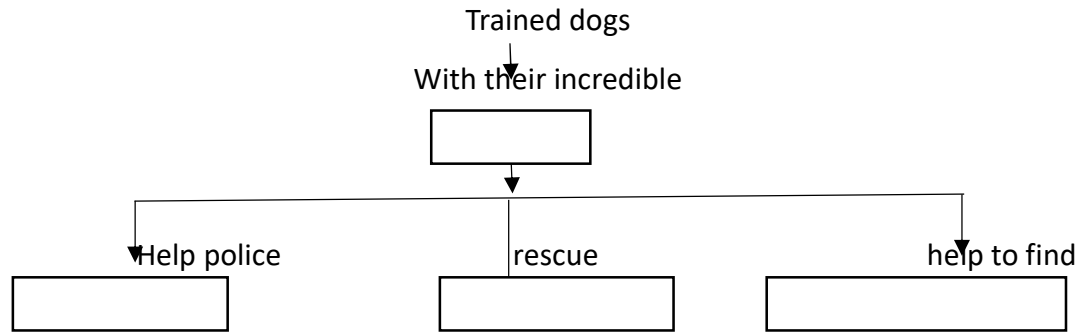 Trained dogs
With their incredible
Help police rescue help to find